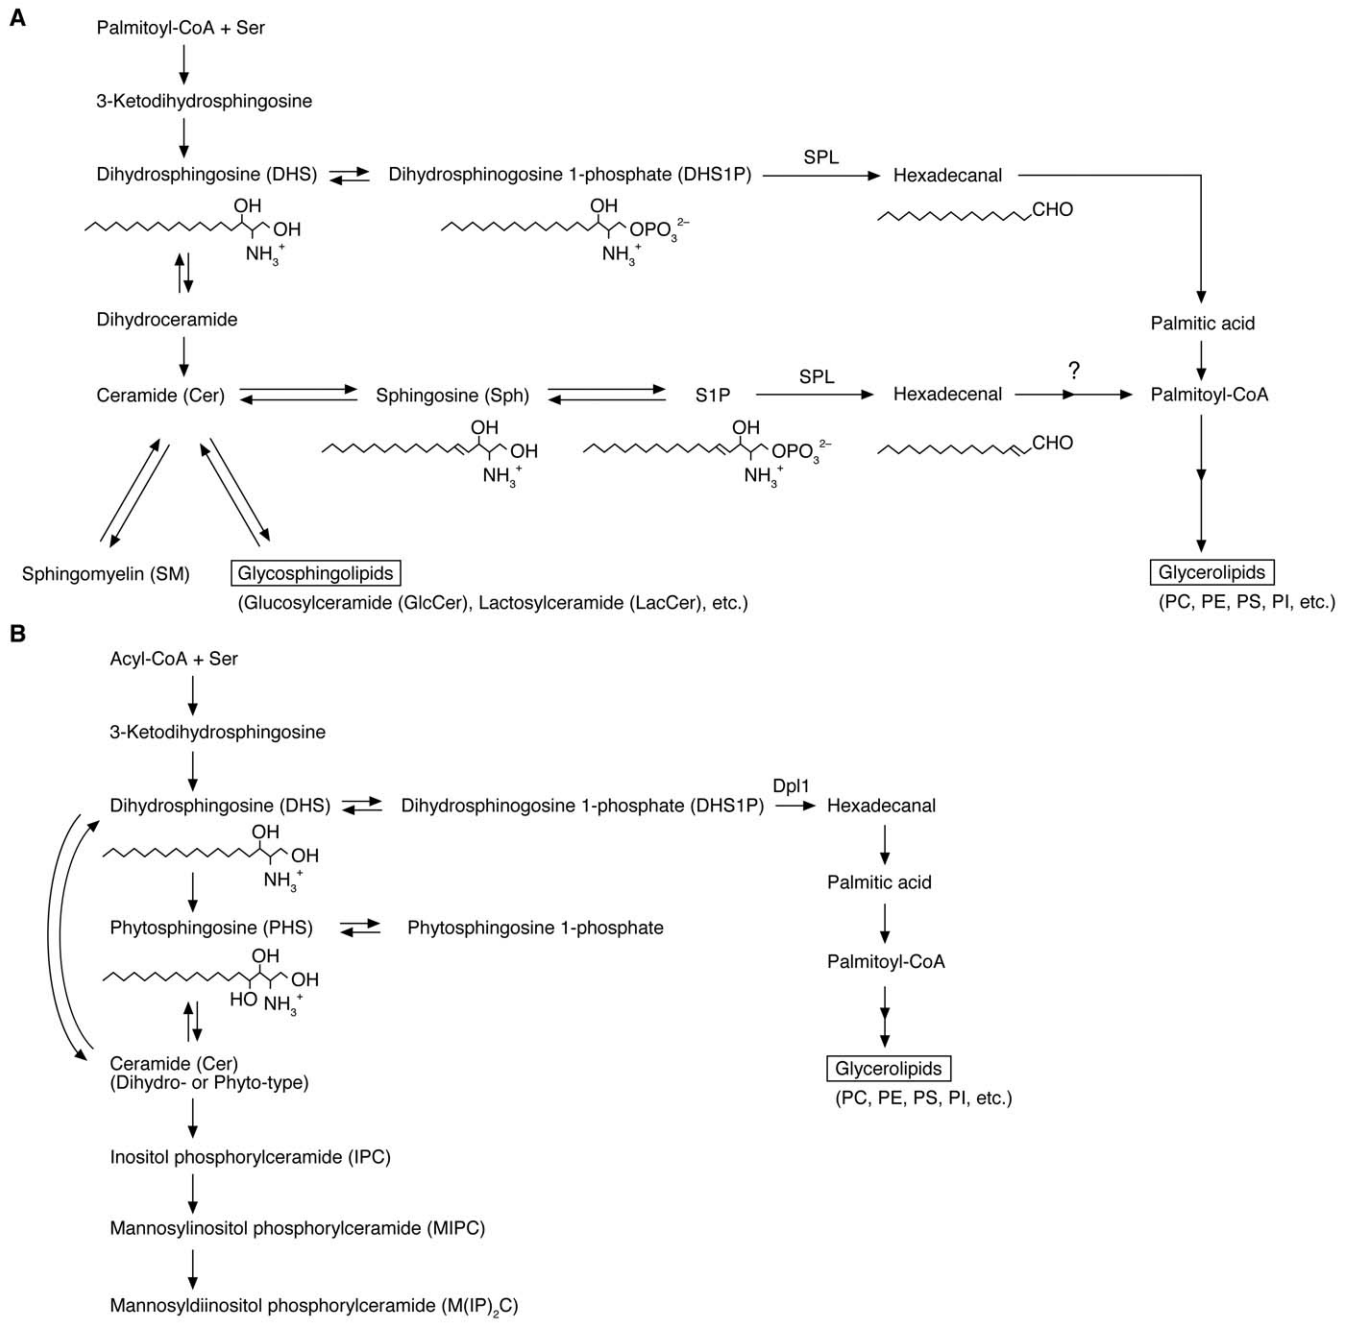 A
Palmitoyl-CoA + Ser
3-Ketodihydrosphingosine
Dihydrosphingosine (DHS)
Dihydrosphinogosine 1-phosphate (DHS1P)
SPL
Hexadecanal
OH
OH
NH3+
OH
OPO3 2–
NH3+
CHO
Dihydroceramide
Palmitic acid
Ceramide (Cer)
Sphingosine (Sph)
S1P
SPL
Hexadecenal
?
Palmitoyl-CoA
OH
OH
NH3+
OH
OPO3 2–
NH3+
CHO
Sphingomyelin (SM)
Glycosphingolipids
(Glucosylceramide (GlcCer), Lactosylceramide (LacCer), etc.)
Glycerolipids
(PC, PE, PS, PI, etc.)
B
Acyl-CoA + Ser
3-Ketodihydrosphingosine
Dihydrosphingosine (DHS)
Dihydrosphinogosine 1-phosphate (DHS1P)
Dpl1
Hexadecanal
OH
OH
NH3+
Palmitic acid
Phytosphingosine (PHS)
Phytosphingosine 1-phosphate
OH
OH
HO NH3+
Palmitoyl-CoA
Ceramide (Cer)
(Dihydro- or Phyto-type)
Glycerolipids
(PC, PE, PS, PI, etc.)
Inositol phosphorylceramide (IPC)
Mannosylinositol phosphorylceramide (MIPC)
Mannosyldiinositol phosphorylceramide (M(IP)2C)